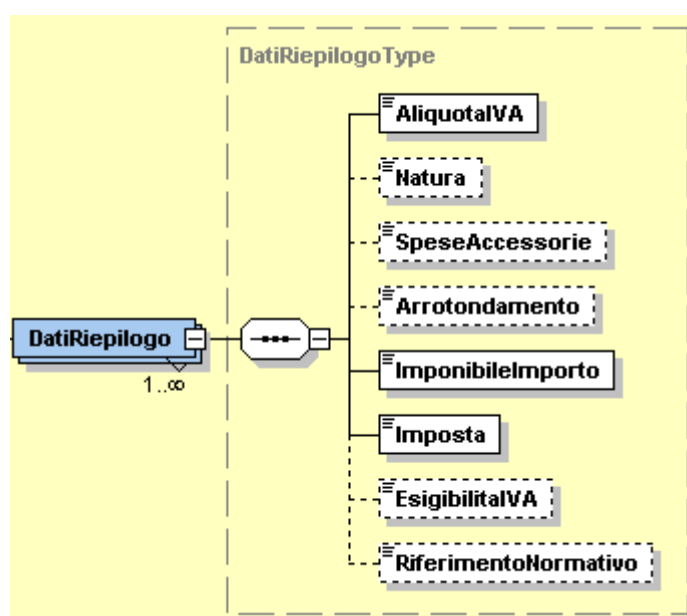 DatiRiepilogoType
AliquotaIVA
Natura
SpeseAccessorie
Arrotondamento
DatiRiepilogo
1..∞
ImponibileImporto
Imposta
EsigibilitaIVA
RiferimentoNormativo